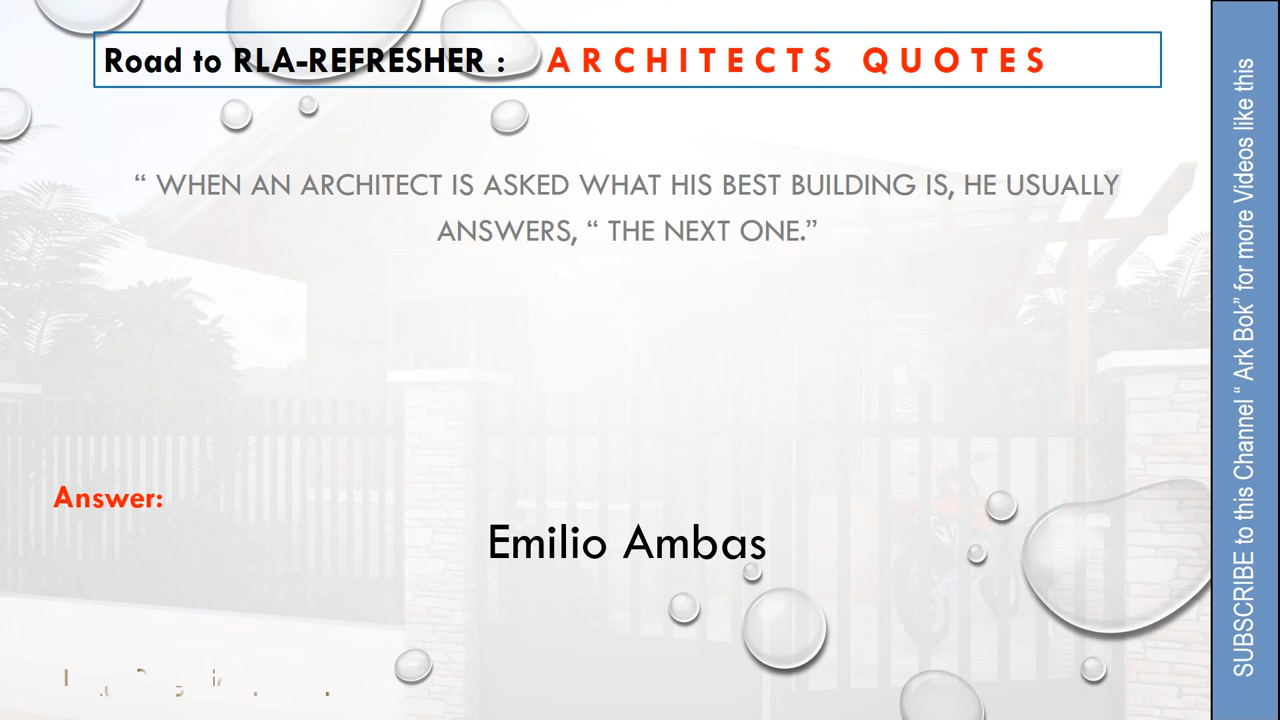 Road to RLA-REFRESHER : ARCHITECTS QUOTES
“ WHEN AN ARCHITECT IS ASKED WHAT HIS BEST BUILDING IS, HE USUALLY
ANSWERS, “ THE NEXT ONE.”
Answer:
Emilio Ambas
SUBSCRIBE to this Channel “ Ark Bok” for more Videos like this